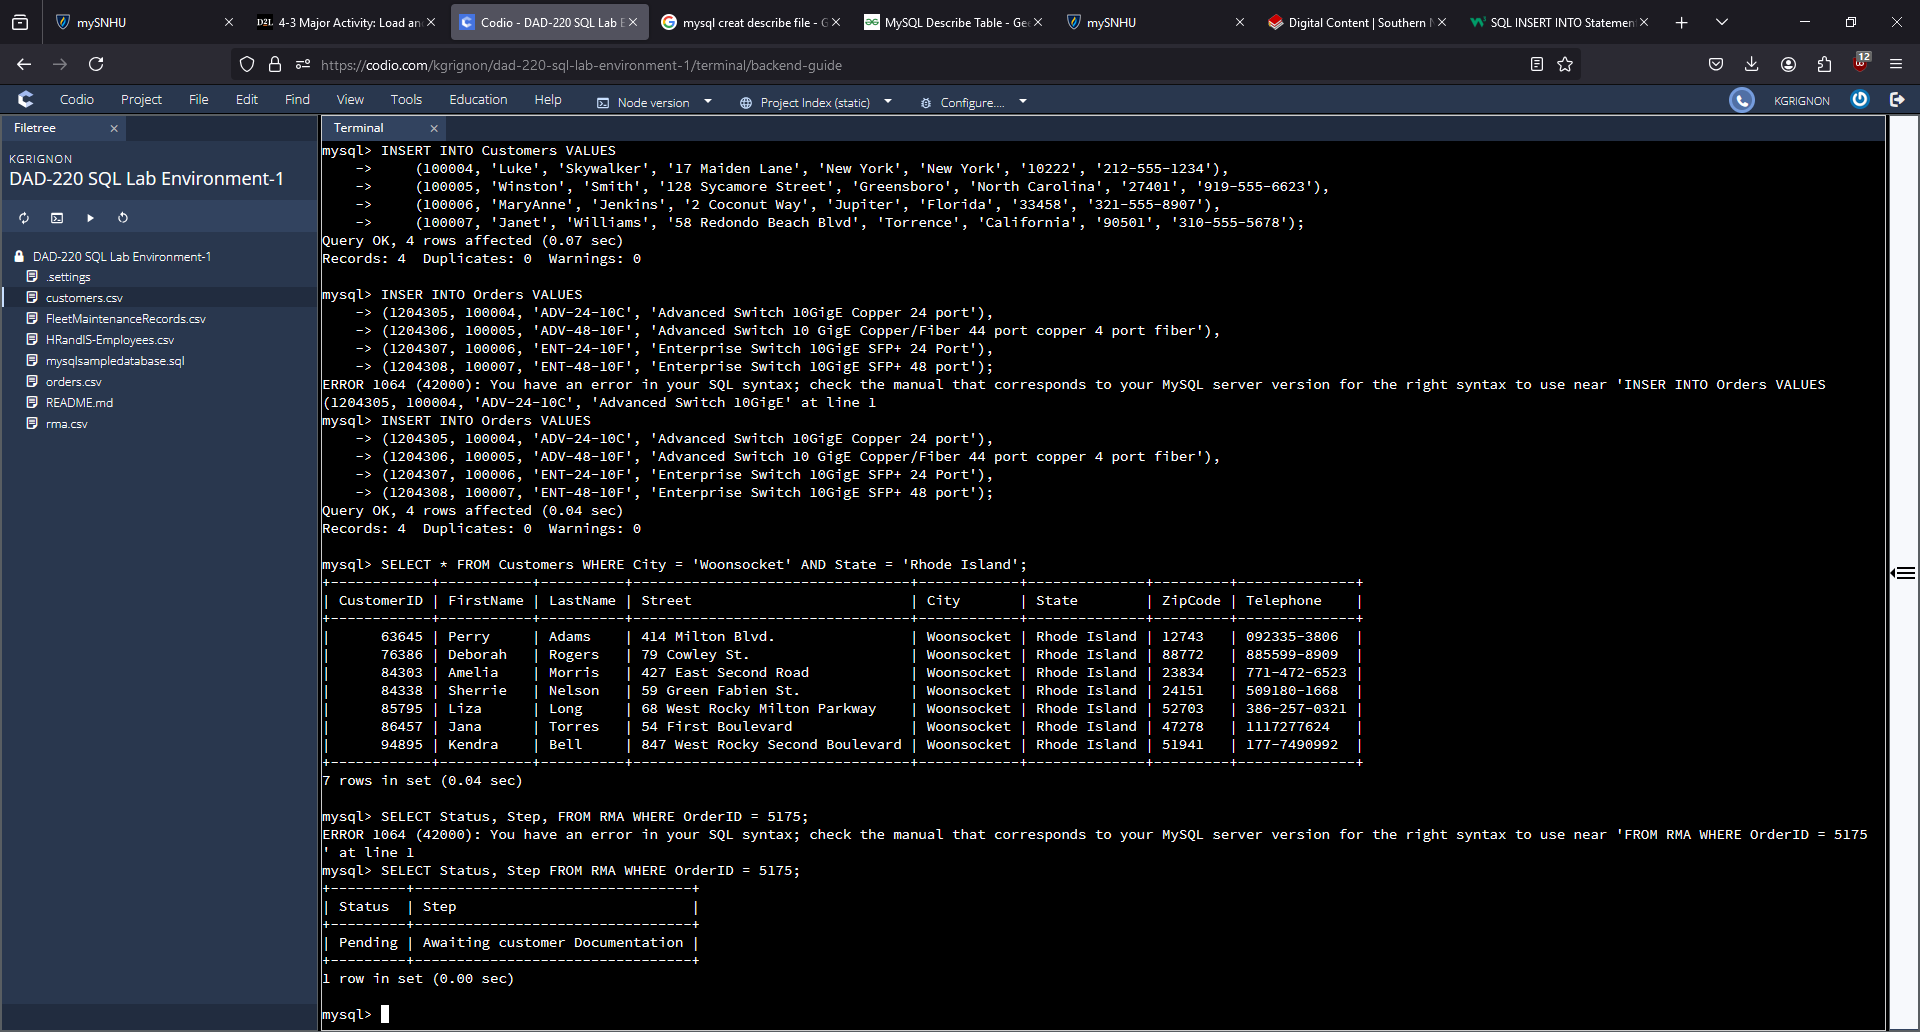 mySNHU
D2L 4-3 Major Activity: Load an
Codio - DAD-220 SQL Lab E
mysql creat describe file - G
MySQL Describe Table - Gee
mySNHU
Digital Content | Southern N
SQL INSERT INTO Statemen
https://codio.com/kgrignon/dad-220-sql-lab-environment-1/terminal/backend-guide
12
Codio Project File Edit Find View Tools Education Help Node version Project Index (static) Configure.... KGRIGNON
Filetree
Terminal
KGRIGNON
DAD-220 SQL Lab Environment-1
DAD-220 SQL Lab Environment-1
.settings
customers.csv
FleetMaintenanceRecords.csv
HRandIS-Employees.csv
mysqlsampledatabase.sql
orders.csv
README.md
rma.csv
mysql> INSERT INTO Customers VALUES
    ->     (100004, 'Luke', 'Skywalker', '17 Maiden Lane', 'New York', 'New York', '10222', '212-555-1234'),
    ->     (100005, 'Winston', 'Smith', '128 Sycamore Street', 'Greensboro', 'North Carolina', '27401', '919-555-6623'),
    ->     (100006, 'MaryAnne', 'Jenkins', '2 Coconut Way', 'Jupiter', 'Florida', '33458', '321-555-8907'),
    ->     (100007, 'Janet', 'Williams', '58 Redondo Beach Blvd', 'Torrence', 'California', '90501', '310-555-5678');
Query OK, 4 rows affected (0.07 sec)
Records: 4  Duplicates: 0  Warnings: 0
mysql> INSER INTO Orders VALUES
    -> (1204305, 100004, 'ADV-24-10C', 'Advanced Switch 10GigE Copper 24 port'),
    -> (1204306, 100005, 'ADV-48-10F', 'Advanced Switch 10 GigE Copper/Fiber 44 port copper 4 port fiber'),
    -> (1204307, 100006, 'ENT-24-10F', 'Enterprise Switch 10GigE SFP+ 24 Port'),
    -> (1204308, 100007, 'ENT-48-10F', 'Enterprise Switch 10GigE SFP+ 48 port');
ERROR 1064 (42000): You have an error in your SQL syntax; check the manual that corresponds to your MySQL server version for the right syntax to use near 'INSER INTO Orders VALUES
(1204305, 100004, 'ADV-24-10C', 'Advanced Switch 10GigE' at line 1
mysql> INSERT INTO Orders VALUES
    -> (1204305, 100004, 'ADV-24-10C', 'Advanced Switch 10GigE Copper 24 port'),
    -> (1204306, 100005, 'ADV-48-10F', 'Advanced Switch 10 GigE Copper/Fiber 44 port copper 4 port fiber'),
    -> (1204307, 100006, 'ENT-24-10F', 'Enterprise Switch 10GigE SFP+ 24 Port'),
    -> (1204308, 100007, 'ENT-48-10F', 'Enterprise Switch 10GigE SFP+ 48 port');
Query OK, 4 rows affected (0.04 sec)
Records: 4  Duplicates: 0  Warnings: 0
mysql> SELECT * FROM Customers WHERE City = 'Woonsocket' AND State = 'Rhode Island';
| CustomerID | FirstName | LastName | Street | City | State | ZipCode | Telephone |
| 63645 | Perry | Adams | 414 Milton Blvd. | Woonsocket | Rhode Island | 12743 | 092335-3806 |
| 76386 | Deborah | Rogers | 79 Cowley St. | Woonsocket | Rhode Island | 88772 | 885599-8909 |
| 84303 | Amelia | Morris | 427 East Second Road | Woonsocket | Rhode Island | 23834 | 771-472-6523 |
| 84338 | Sherrie | Nelson | 59 Green Fabien St. | Woonsocket | Rhode Island | 24151 | 509180-1668 |
| 85795 | Liza | Long | 68 West Rocky Milton Parkway | Woonsocket | Rhode Island | 52703 | 386-257-0321 |
| 86457 | Jana | Torres | 54 First Boulevard | Woonsocket | Rhode Island | 47278 | 1117277624 |
| 94895 | Kendra | Bell | 847 West Rocky Second Boulevard | Woonsocket | Rhode Island | 51941 | 177-7490992 |
7 rows in set (0.04 sec)
mysql> SELECT Status, Step, FROM RMA WHERE OrderID = 5175;
ERROR 1064 (42000): You have an error in your SQL syntax; check the manual that corresponds to your MySQL server version for the right syntax to use near 'FROM RMA WHERE OrderID = 5175
' at line 1
mysql> SELECT Status, Step FROM RMA WHERE OrderID = 5175;
| Status | Step |
| Pending | Awaiting customer Documentation |
1 row in set (0.00 sec)
mysql>